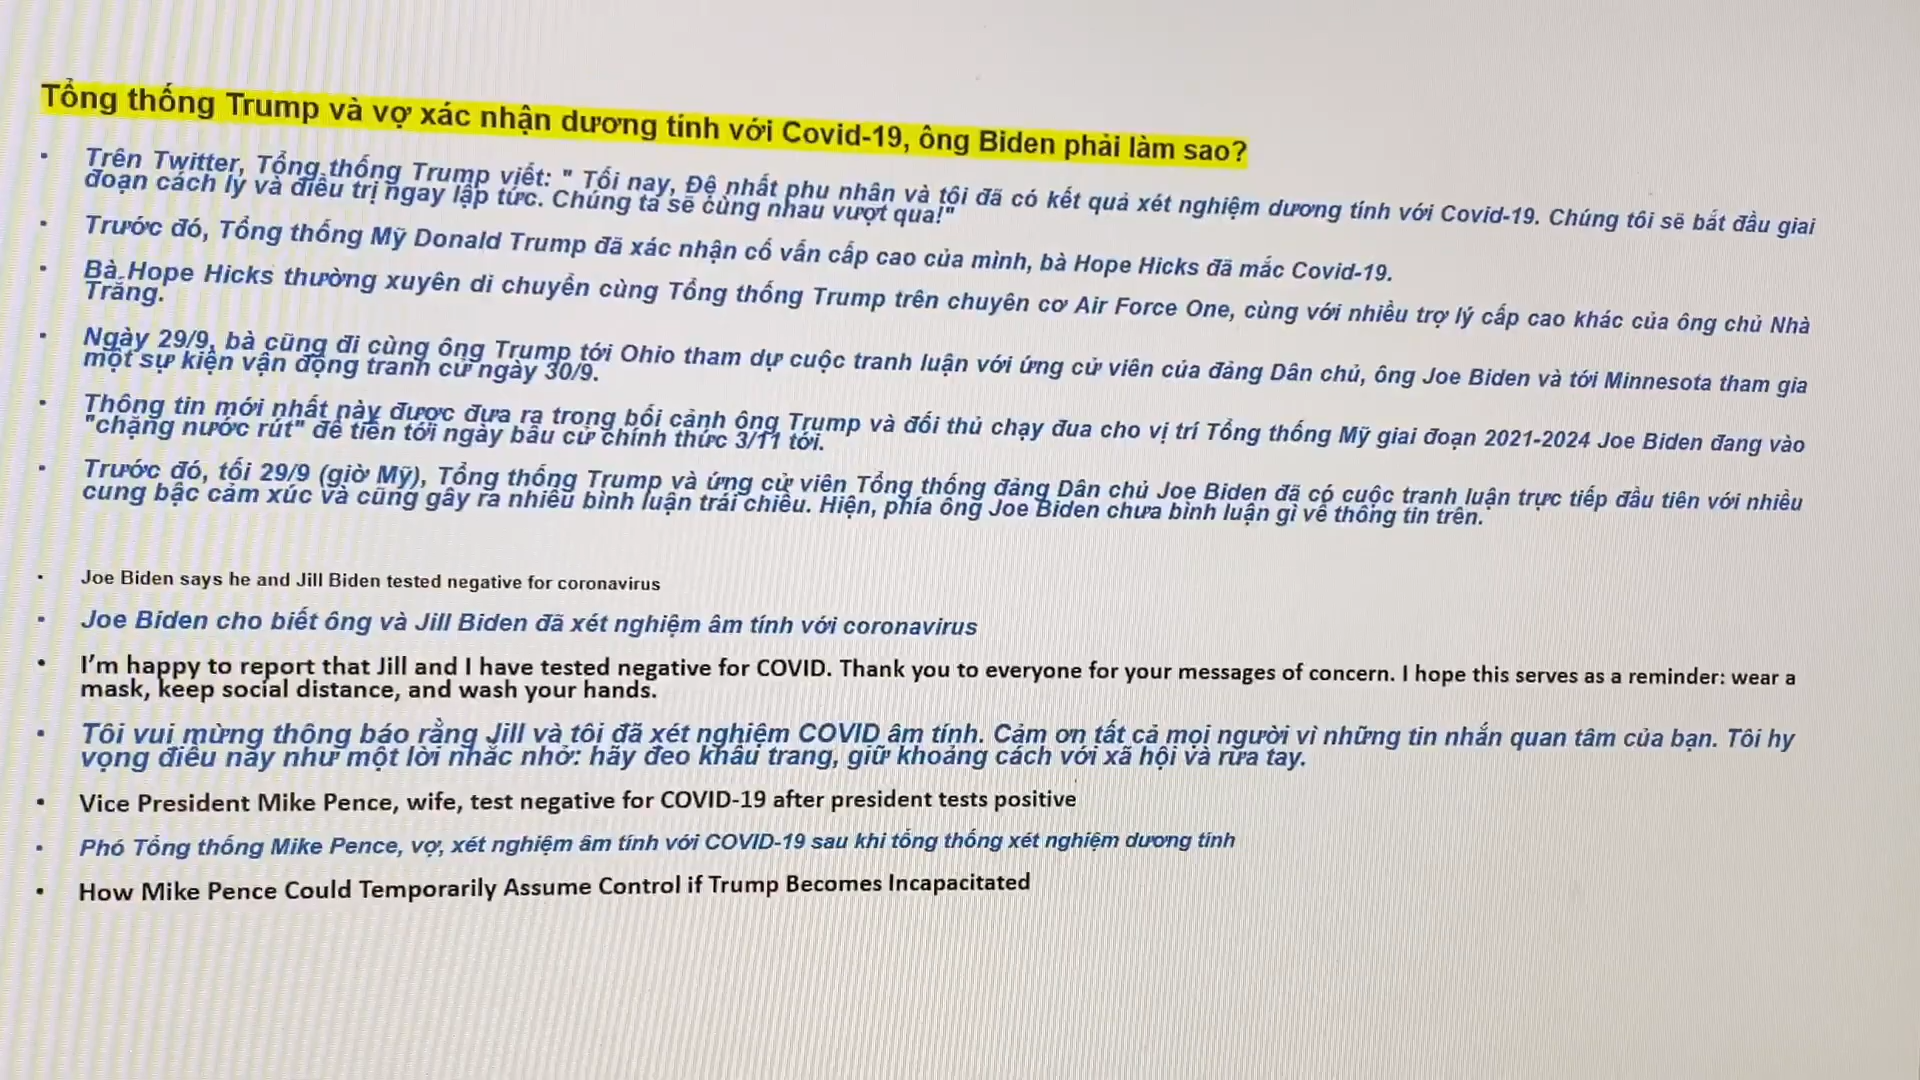 Tổng thống Trump và vợ xác nhận dương tính với Covid-19, ông Biden phải làm sao?
• Trên Twitter, Tổng thống Trump viết: " Tối nay, Đệ nhất phu nhân và tôi đã có kết quả xét nghiệm dương tính với Covid-19. Chúng tôi sẽ bắt đầu giai
đoạn cách ly và điều trị ngay lập tức. Chúng ta sẽ cùng nhau vượt qua!"
• Trước đó, Tổng thống Mỹ Donald Trump đã xác nhận cố vấn cấp cao của mình, bà Hope Hicks đã mắc Covid-19.
• Bà Hope Hicks thường xuyên di chuyển cùng Tổng thống Trump trên chuyên cơ Air Force One, cùng với nhiều trợ lý cấp cao khác của ông chủ Nhà
Trắng.
• Ngày 29/9, bà cũng đi cùng ông Trump tới Ohio tham dự cuộc tranh luận với ứng cử viên của đảng Dân chủ, ông Joe Biden và tới Minnesota tham gia
một sự kiện vận động tranh cử ngày 30/9.
• Thông tin mới nhất này được đưa ra trong bối cảnh ông Trump và đối thủ chạy đua cho vị trí Tổng thống Mỹ giai đoạn 2021-2024 Joe Biden đang vào
"chặng nước rút" để tiến tới ngày bầu cử chính thức 3/11 tới.
• Trước đó, tối 29/9 (giờ Mỹ), Tổng thống Trump và ứng cử viên Tổng thống đảng Dân chủ Joe Biden đã có cuộc tranh luận trực tiếp đầu tiên với nhiều
cung bậc cảm xúc và cũng gây ra nhiều bình luận trái chiều. Hiện, phía ông Joe Biden chưa bình luận gì về thông tin trên.
• Joe Biden says he and Jill Biden tested negative for coronavirus
• Joe Biden cho biết ông và Jill Biden đã xét nghiệm âm tính với coronavirus
• I'm happy to report that Jill and I have tested negative for COVID. Thank you to everyone for your messages of concern. I hope this serves as a reminder: wear a
mask, keep social distance, and wash your hands.
• Tôi vui mừng thông báo rằng Jill và tôi đã xét nghiệm COVID âm tính. Cảm ơn tất cả mọi người vì những tin nhắn quan tâm của bạn. Tôi hy
vọng điều này như một lời nhắc nhở: hãy đeo khẩu trang, giữ khoảng cách với xã hội và rửa tay.
• Vice President Mike Pence, wife, test negative for COVID-19 after president tests positive
• Phó Tổng thống Mike Pence, vợ, xét nghiệm âm tính với COVID-19 sau khi tổng thống xét nghiệm dương tính
• How Mike Pence Could Temporarily Assume Control if Trump Becomes Incapacitated